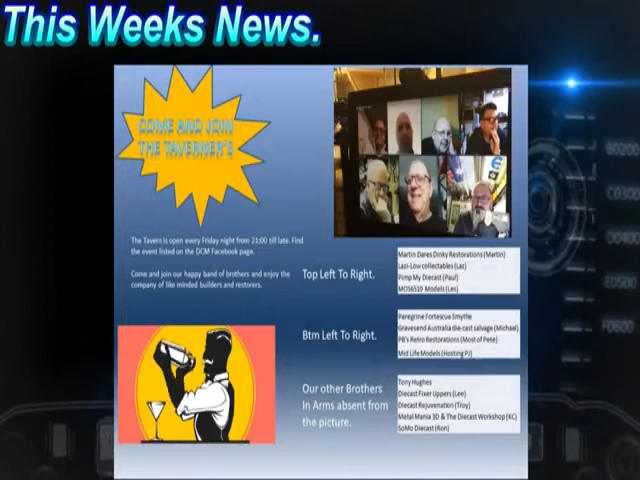 This Weeks News.
COME AND JOIN
THE TAVERNER'S
The Tavern is open every Friday night from 21:00 till late. Find
the event listed on the DCM Facebook page.
Come and join our happy band of brothers and enjoy the
company of like minded builders and restorers.
Top Left To Right.
Martin Dares Dinky Restorations (Martin)
Lazi-Low collectables (Laz)
Pimp My Diecast (Paul)
MOS6510 Models (Les)
Btm Left To Right.
Peregrine Fortescue Smythe
Gravesend Australia die-cast salvage (Michael)
PB's Retro Restorations (Most of Pete)
Mid Life Models (Hosting PJ)
Our other Brothers
In Arms absent from
the picture.
Tony Hughes
Diecast Fixer Uppers (Lee)
Diecast Rejuvenation (Troy)
Metal Mania 3D & The Diecast Workshop (KC)
SoMo Diecast (Ron)
B0200
C0300
D0400
E0500
F0600